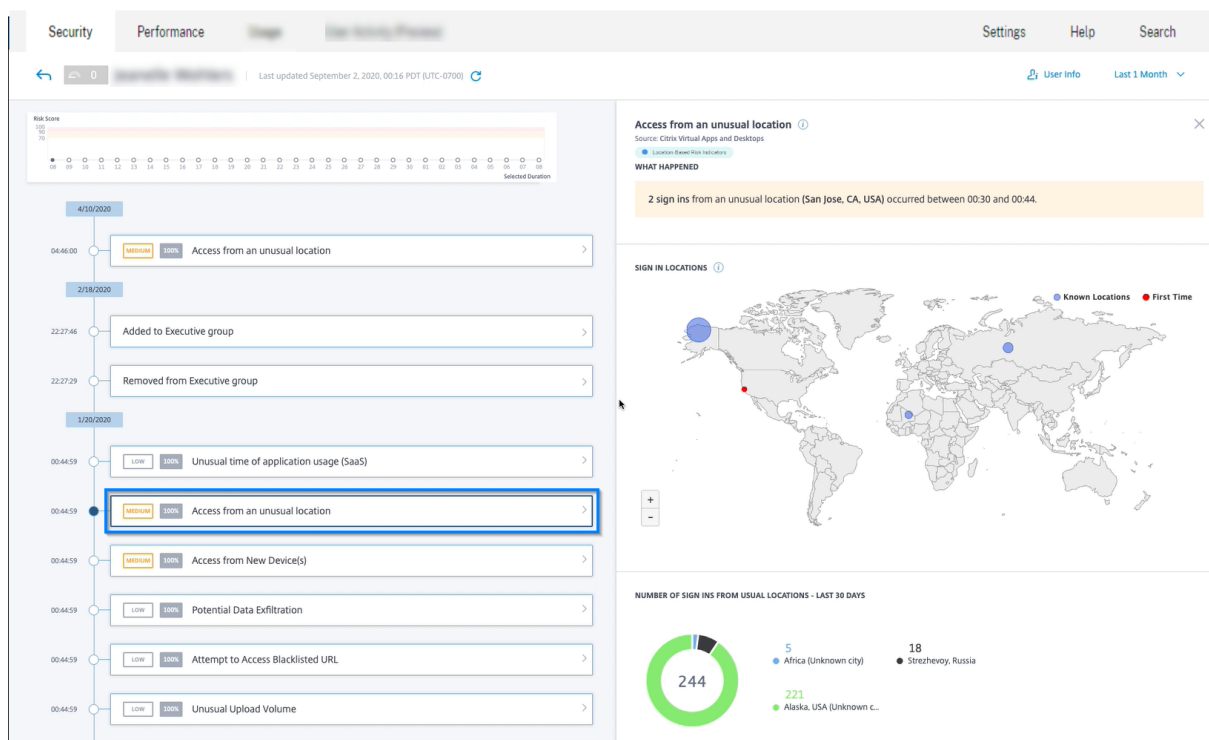 Security Performance Settings Help Search
0 Last updated September 2, 2020, 00:16 PDT (UTC-0700) User Info Last 1 Month
Risk Score
100
90
70
08 09 10 11 12 13 14 15 16 17 18 19 20 21 22 23 24 25 26 27 28 29 30 31 01 02 03 04 05 06 07 08
Selected Duration
4/10/2020
04:46:00 MEDIUM 100% Access from an unusual location
2/18/2020
22:27:46 Added to Executive group
22:27:29 Removed from Executive group
1/20/2020
00:44:59 LOW 100% Unusual time of application usage (SaaS)
00:44:59 MEDIUM 100% Access from an unusual location
00:44:59 MEDIUM 100% Access from New Device(s)
00:44:59 LOW 100% Potential Data Exfiltration
00:44:59 LOW 100% Attempt to Access Blacklisted URL
00:44:59 LOW 100% Unusual Upload Volume
Access from an unusual location
Source: Citrix Virtual Apps and Desktops
Location-Based Risk Indicators
WHAT HAPPENED
2 sign ins from an unusual location (San Jose, CA, USA) occurred between 00:30 and 00:44.
SIGN IN LOCATIONS
Known Locations First Time
+
-
NUMBER OF SIGN INS FROM USUAL LOCATIONS - LAST 30 DAYS
244
5
Africa (Unknown city)
18
Strezhevoy, Russia
221
Alaska, USA (Unknown c...